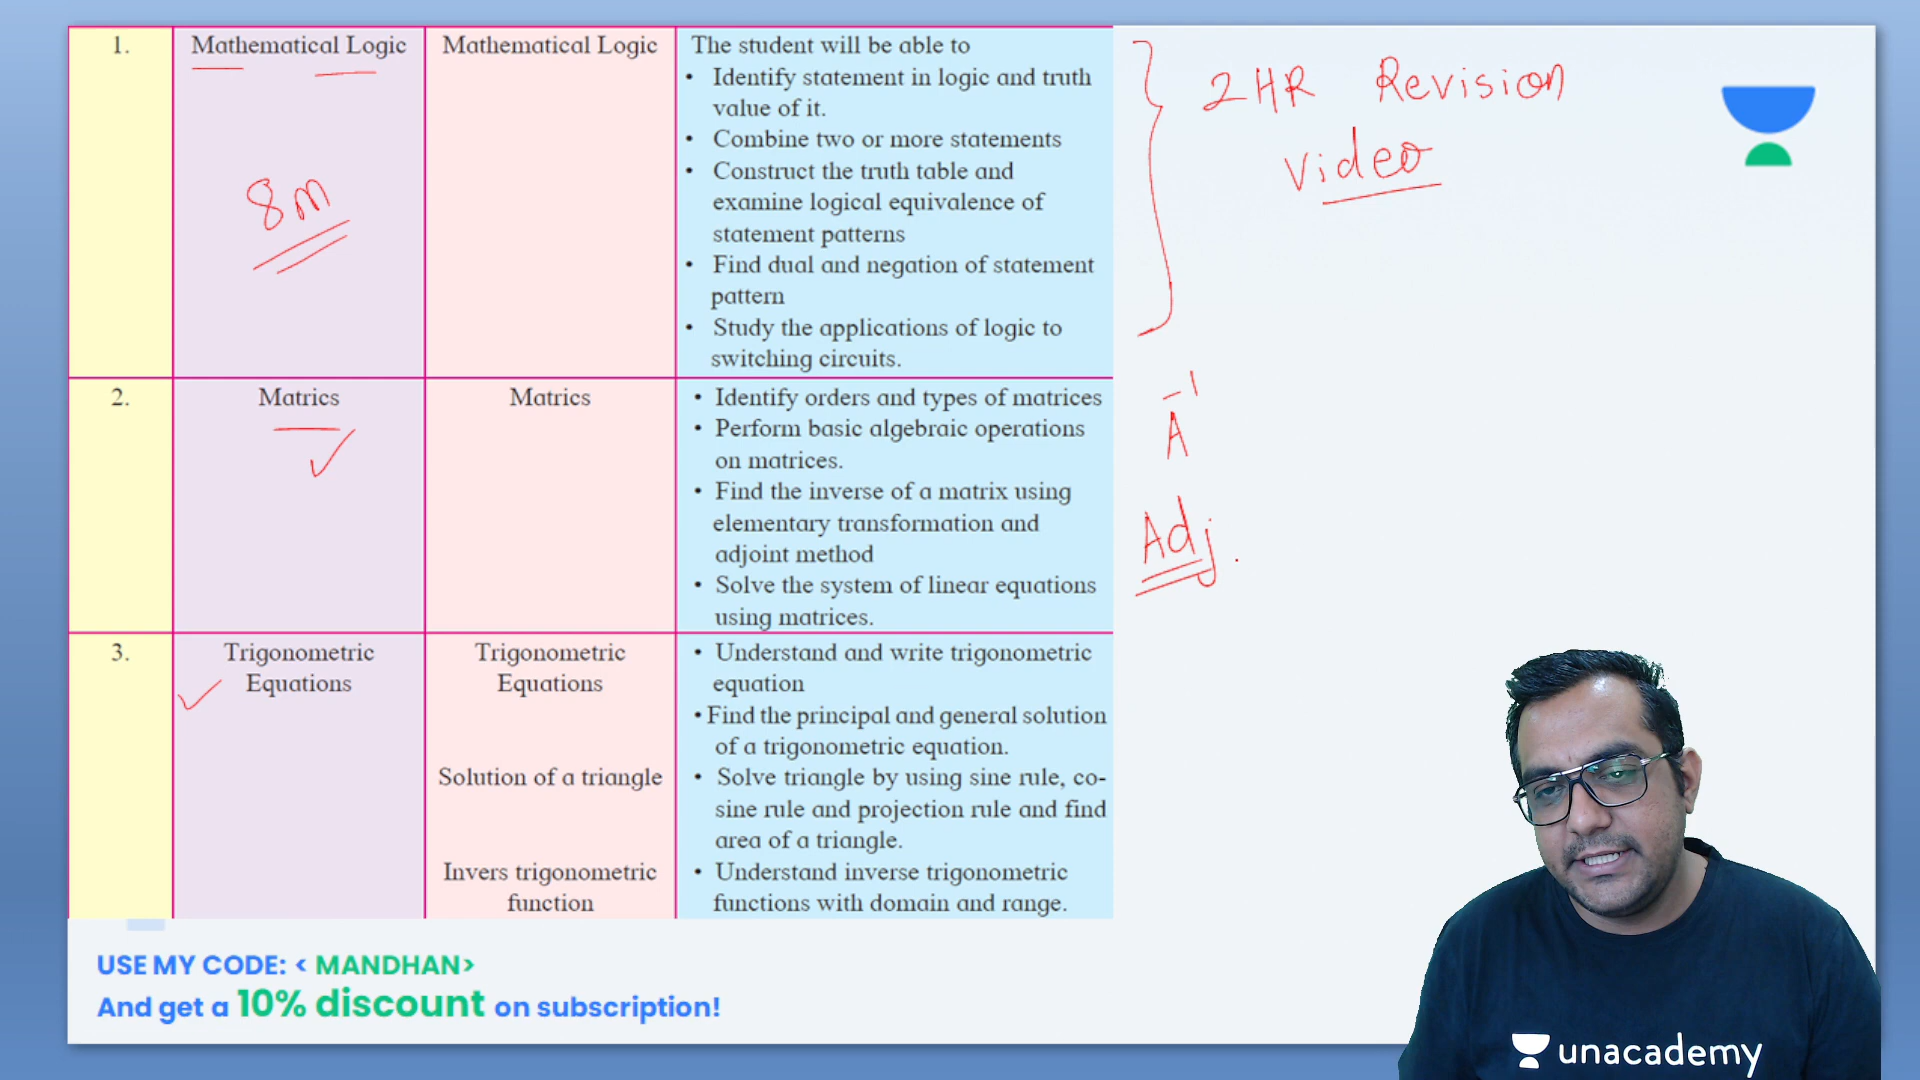 1.
Mathematical Logic
8m
Mathematical Logic
The student will be able to
• Identify statement in logic and truth
value of it.
• Combine two or more statements
• Construct the truth table and
examine logical equivalence of
statement patterns
• Find dual and negation of statement
pattern
• Study the applications of logic to
switching circuits.
2HR Revision
Video
2.
Matrics
Matrics
• Identify orders and types of matrices
• Perform basic algebraic operations
on matrices.
• Find the inverse of a matrix using
elementary transformation and
adjoint method
• Solve the system of linear equations
using matrices.
A⁻¹
Adj.
3.
Trigonometric
Equations
Trigonometric
Equations
• Understand and write trigonometric
equation
• Find the principal and general solution
of a trigonometric equation.
Solution of a triangle
• Solve triangle by using sine rule, co-
sine rule and projection rule and find
area of a triangle.
Invers trigonometric
function
• Understand inverse trigonometric
functions with domain and range.
USE MY CODE: < MANDHAN>
And get a 10% discount on subscription!
unacademy